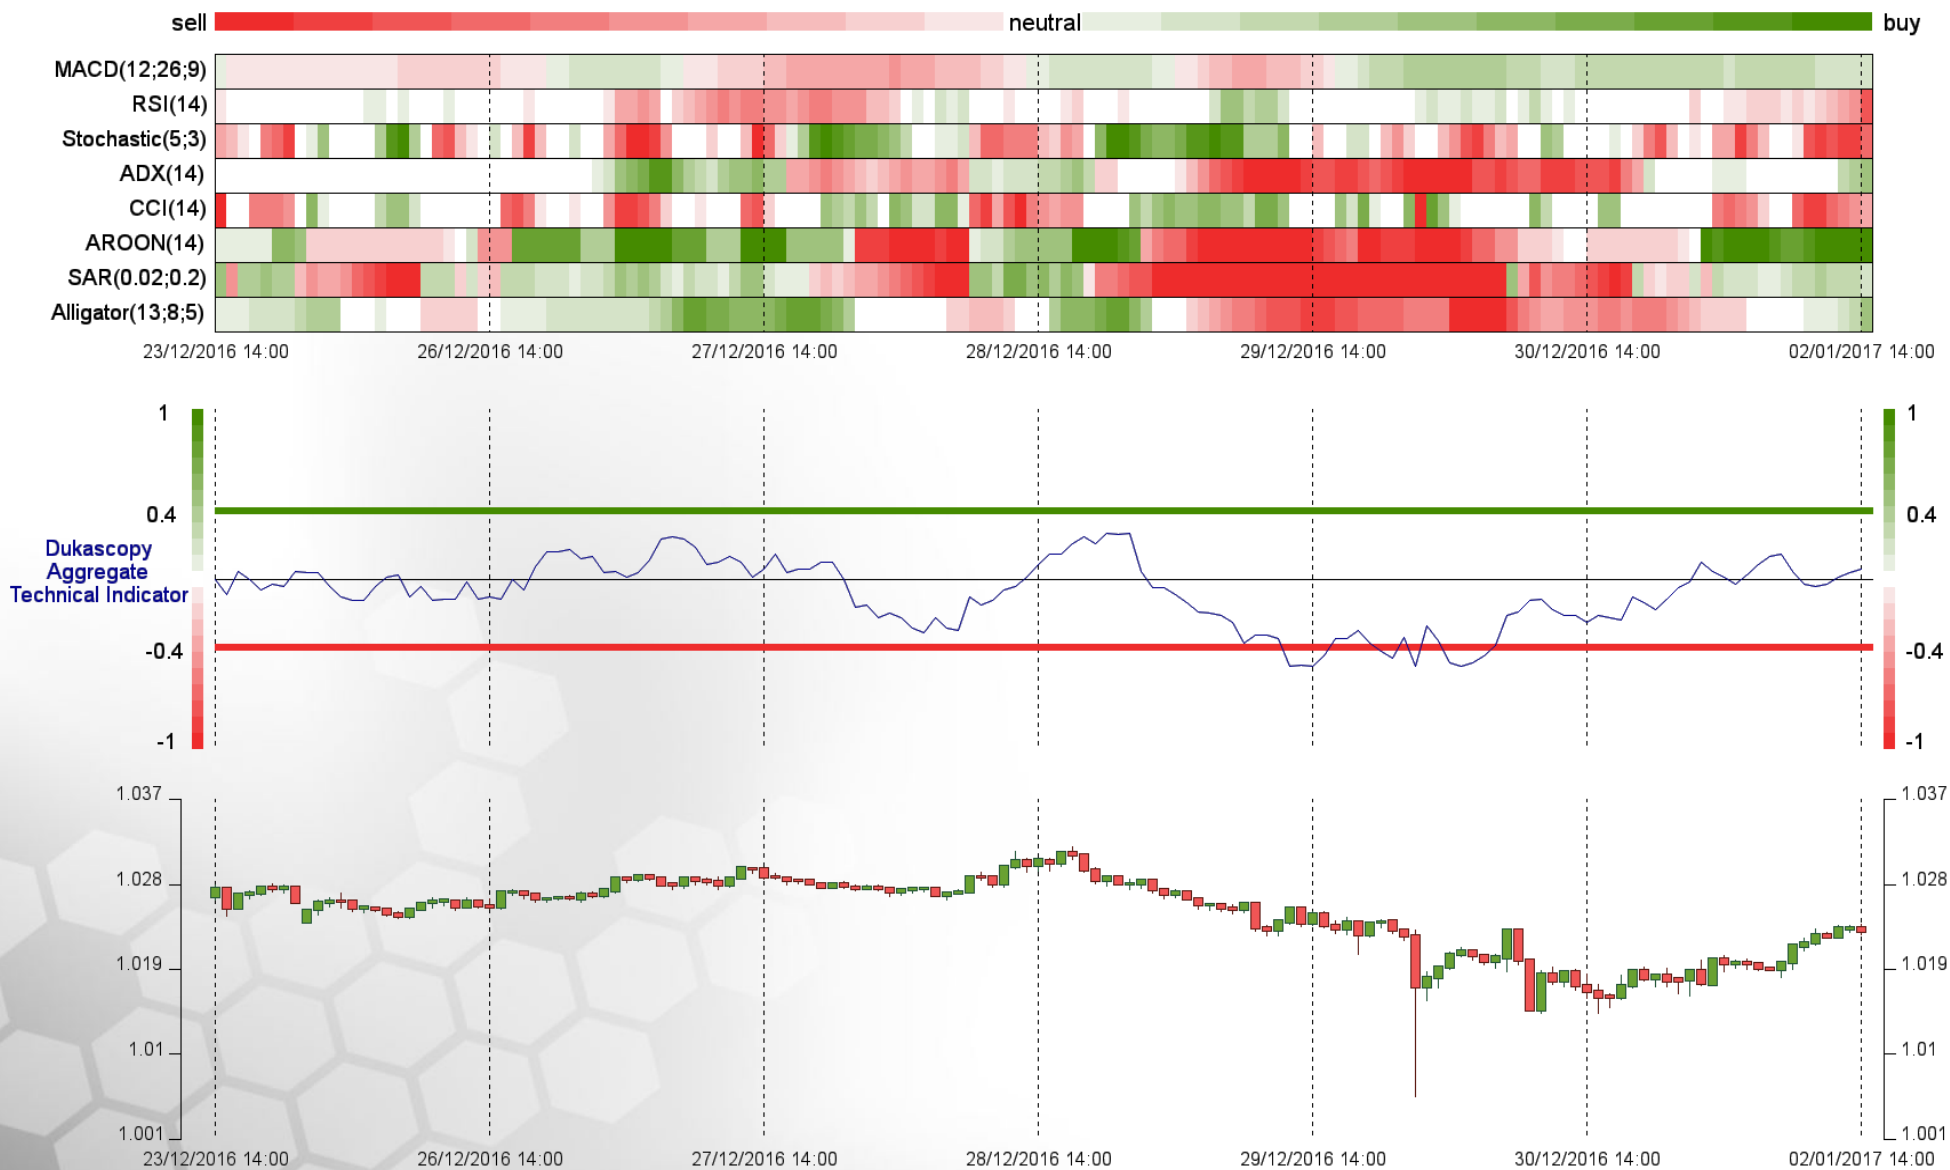 sell neutral buy
MACD(12;26;9)
RSI(14)
Stochastic(5;3)
ADX(14)
CCI(14)
AROON(14)
SAR(0.02;0.2)
Alligator(13;8;5)
23/12/2016 14:00 26/12/2016 14:00 27/12/2016 14:00 28/12/2016 14:00 29/12/2016 14:00 30/12/2016 14:00 02/01/2017 14:00
1 1
0.4 0.4
Dukascopy
Aggregate
Technical Indicator
-0.4 -0.4
-1 -1
1.037 1.037
1.028 1.028
1.019 1.019
1.01 1.01
1.001 1.001
23/12/2016 14:00 26/12/2016 14:00 27/12/2016 14:00 28/12/2016 14:00 29/12/2016 14:00 30/12/2016 14:00 02/01/2017 14:00